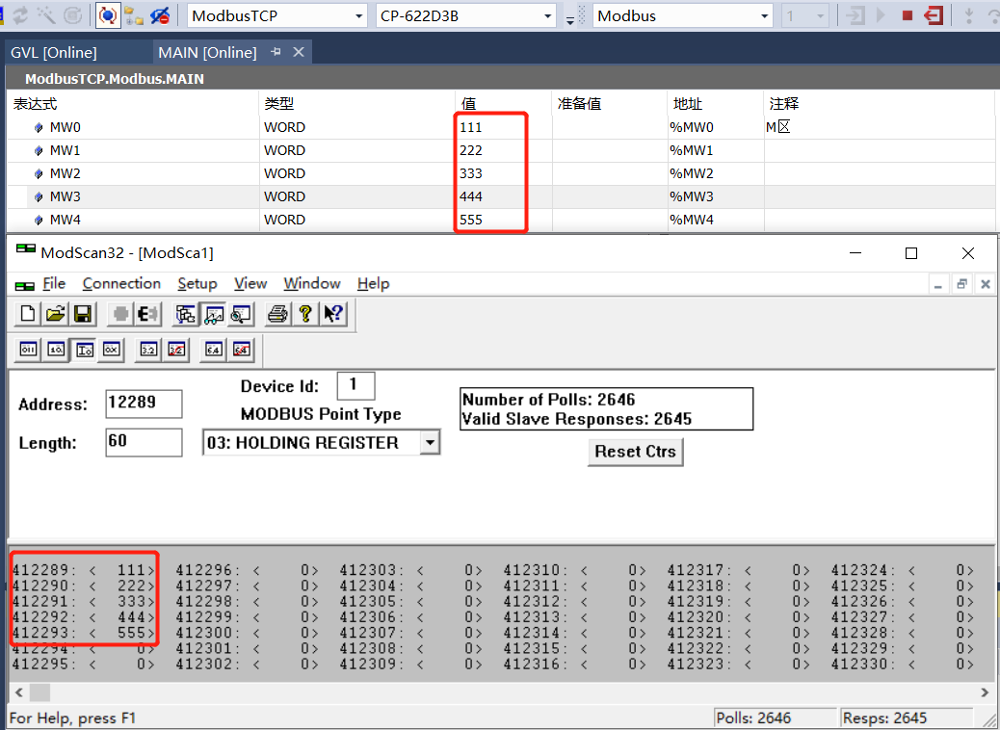 ModbusTCP CP-622D3B Modbus 1
GVL [Online] MAIN [Online]
ModbusTCP.Modbus.MAIN
表达式 类型 值 准备值 地址 注释
MW0 WORD 111 %MW0 M区
MW1 WORD 222 %MW1
MW2 WORD 333 %MW2
MW3 WORD 444 %MW3
MW4 WORD 555 %MW4
ModScan32 - [ModSca1]
File Connection Setup View Window Help
Device Id: 1
Address: 12289
MODBUS Point Type
Length: 60
03: HOLDING REGISTER
Number of Polls: 2646
Valid Slave Responses: 2645
Reset Ctrs
412289: < 111> 412296: < 0> 412303: < 0> 412310: < 0> 412317: < 0> 412324: < 0>
412290: < 222> 412297: < 0> 412304: < 0> 412311: < 0> 412318: < 0> 412325: < 0>
412291: < 333> 412298: < 0> 412305: < 0> 412312: < 0> 412319: < 0> 412326: < 0>
412292: < 444> 412299: < 0> 412306: < 0> 412313: < 0> 412320: < 0> 412327: < 0>
412293: < 555> 412300: < 0> 412307: < 0> 412314: < 0> 412321: < 0> 412328: < 0>
412294: < 0> 412301: < 0> 412308: < 0> 412315: < 0> 412322: < 0> 412329: < 0>
412295: < 0> 412302: < 0> 412309: < 0> 412316: < 0> 412323: < 0> 412330: < 0>
For Help, press F1 Polls: 2646 Resps: 2645